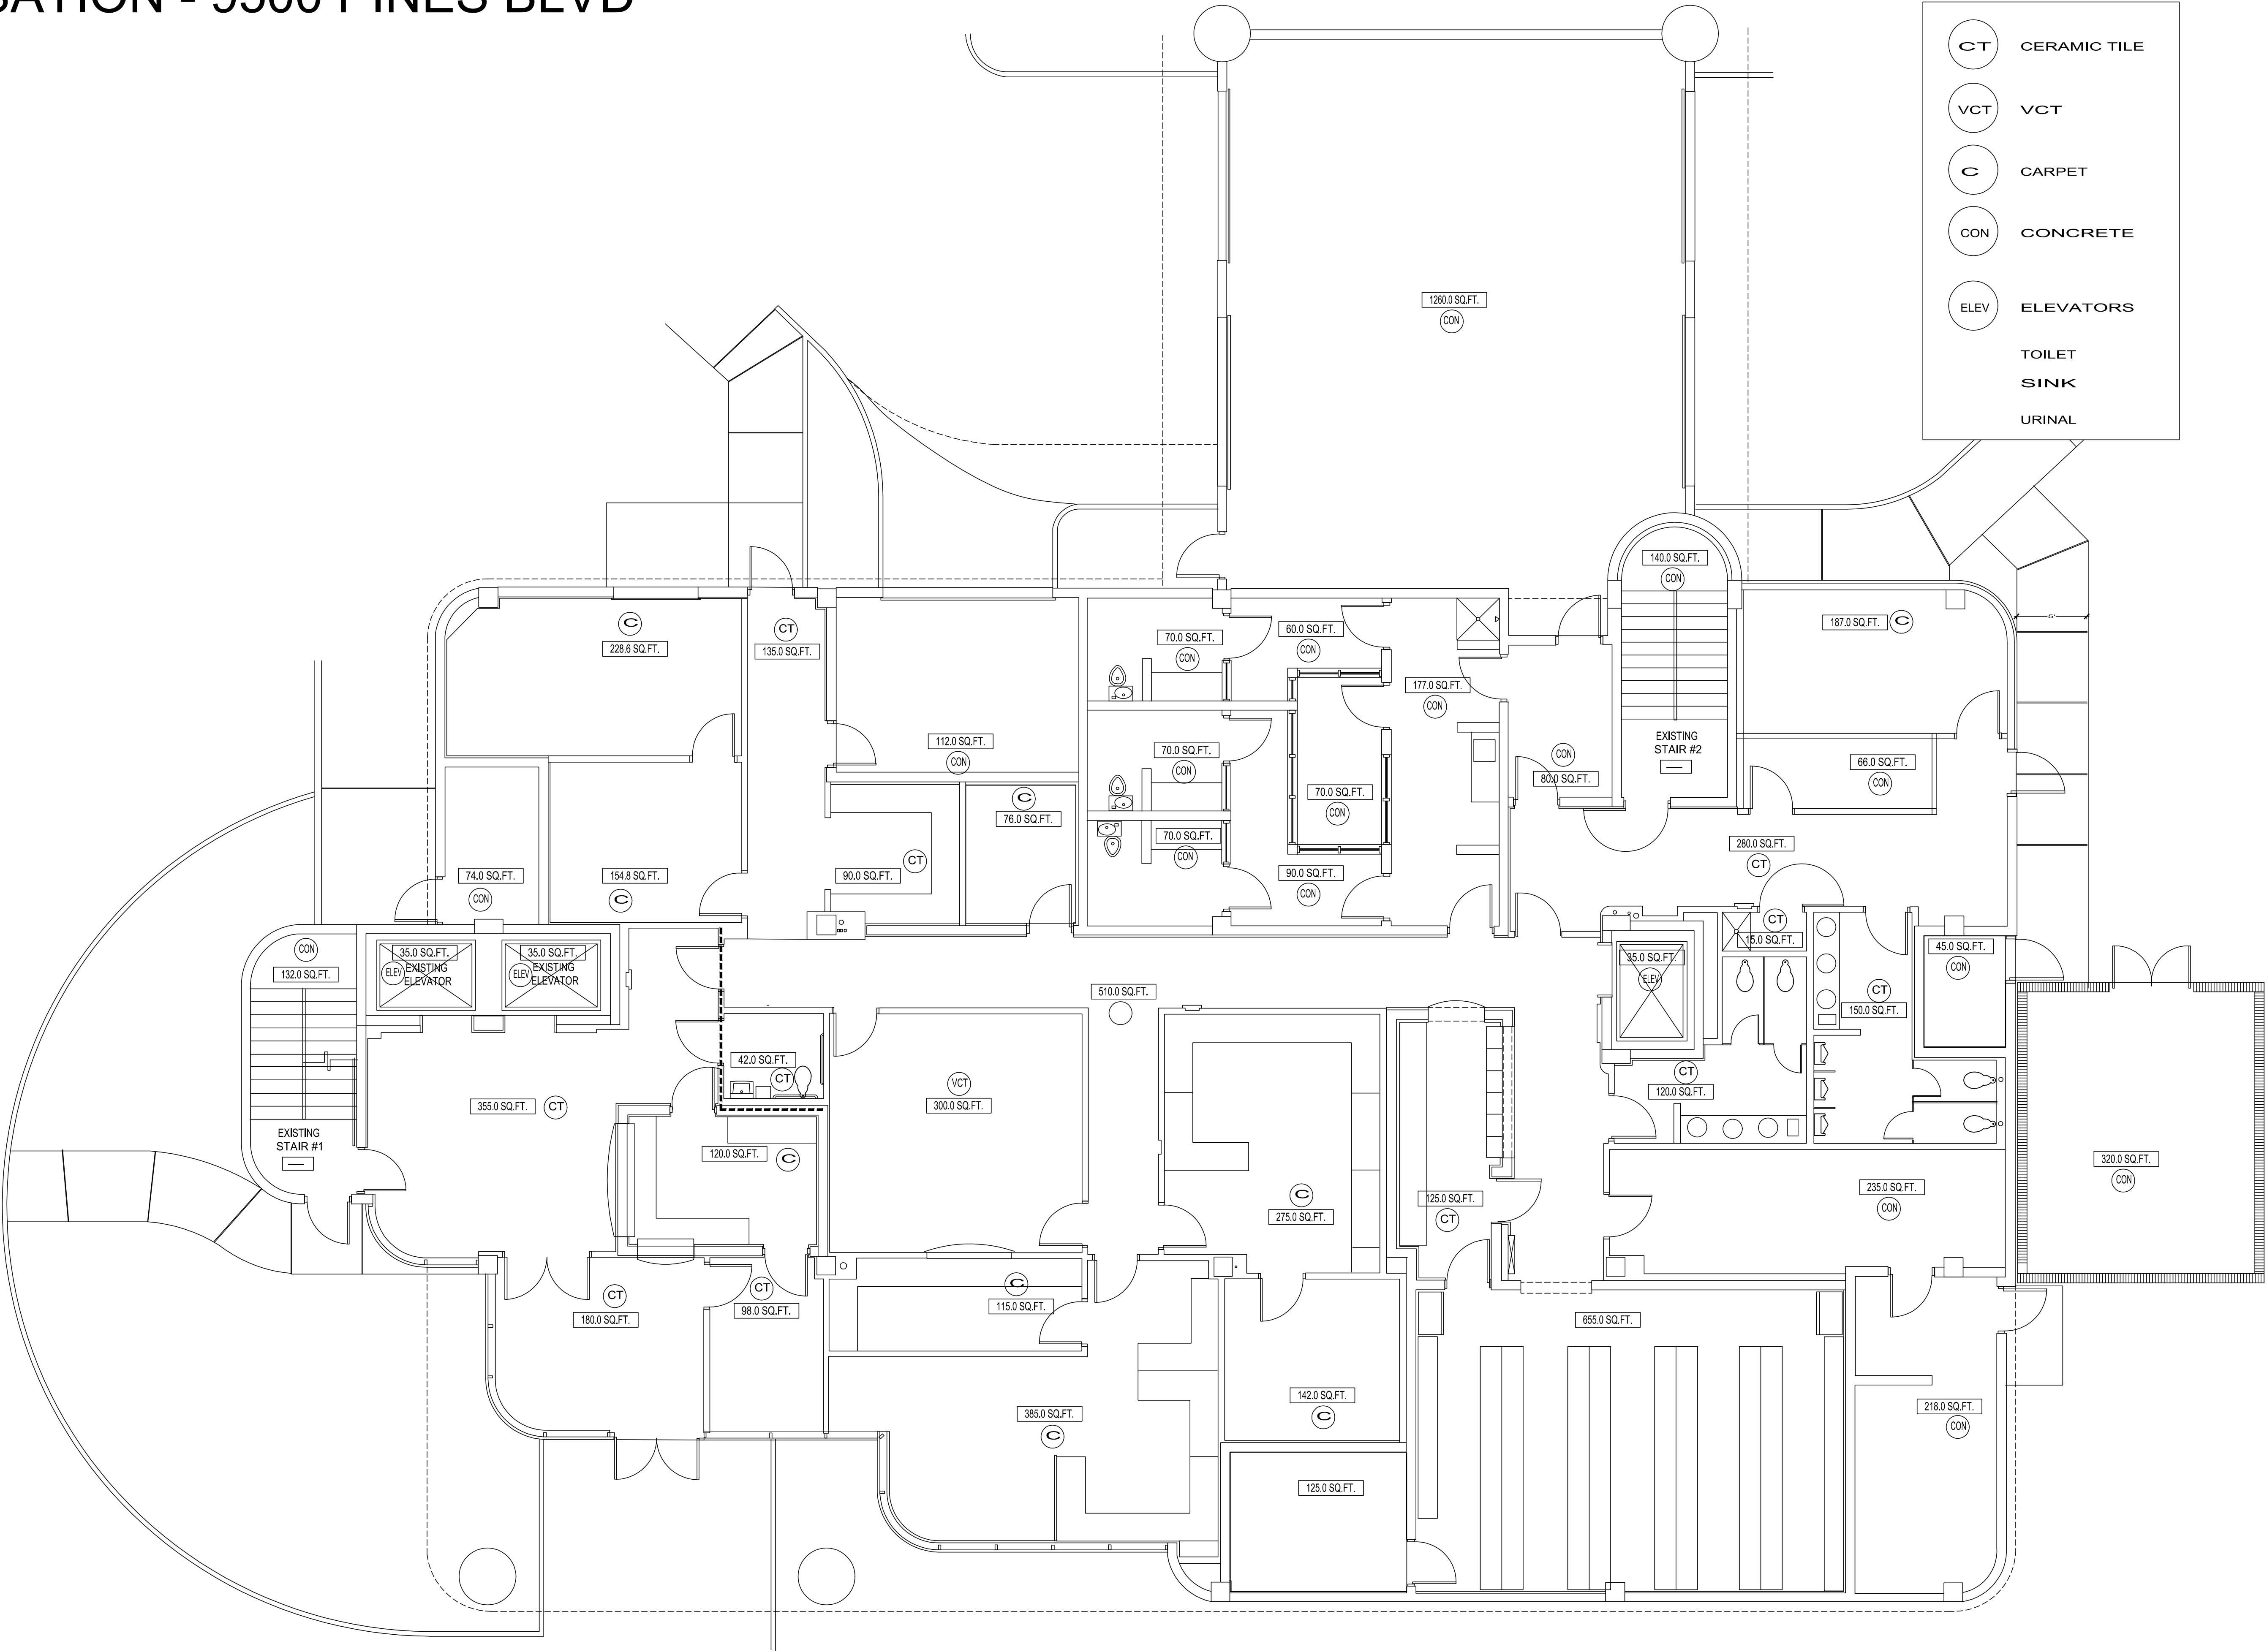 SATION - 9500 PINES BLVD
CT CERAMIC TILE
VCT VCT
C CARPET
CON CONCRETE
ELEV ELEVATORS
TOILET
SINK
URINAL
1260.0 SQ.FT.
CON
140.0 SQ.FT.
CON
5'
C
228.6 SQ.FT.
CT
135.0 SQ.FT.
70.0 SQ.FT.
CON
60.0 SQ.FT.
CON
187.0 SQ.FT. C
177.0 SQ.FT.
CON
112.0 SQ.FT.
CON
70.0 SQ.FT.
CON
EXISTING
STAIR #2
CON
80.0 SQ.FT.
66.0 SQ.FT.
CON
70.0 SQ.FT.
CON
C
76.0 SQ.FT.
70.0 SQ.FT.
CON
280.0 SQ.FT.
CT
74.0 SQ.FT.
CON
154.8 SQ.FT.
C
90.0 SQ.FT. CT
90.0 SQ.FT.
CON
CON
132.0 SQ.FT.
35.0 SQ.FT.
ELEV EXISTING
ELEVATOR
35.0 SQ.FT.
ELEV EXISTING
ELEVATOR
CT
15.0 SQ.FT.
35.0 SQ.FT.
ELEV
45.0 SQ.FT.
CON
510.0 SQ.FT.
CT
150.0 SQ.FT.
42.0 SQ.FT.
CT
VCT
300.0 SQ.FT.
CT
120.0 SQ.FT.
355.0 SQ.FT. CT
EXISTING
STAIR #1
120.0 SQ.FT.
C
320.0 SQ.FT.
CON
C
275.0 SQ.FT.
125.0 SQ.FT.
CT
235.0 SQ.FT.
CON
CT
180.0 SQ.FT.
CT
98.0 SQ.FT.
C
115.0 SQ.FT.
655.0 SQ.FT.
142.0 SQ.FT.
C
385.0 SQ.FT.
C
218.0 SQ.FT.
CON
125.0 SQ.FT.